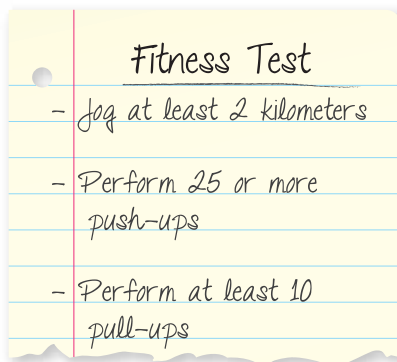 Fitness Test
- Jog at least 2 kilometers
- Perform 25 or more
push-ups
- Perform at least 10
pull-ups